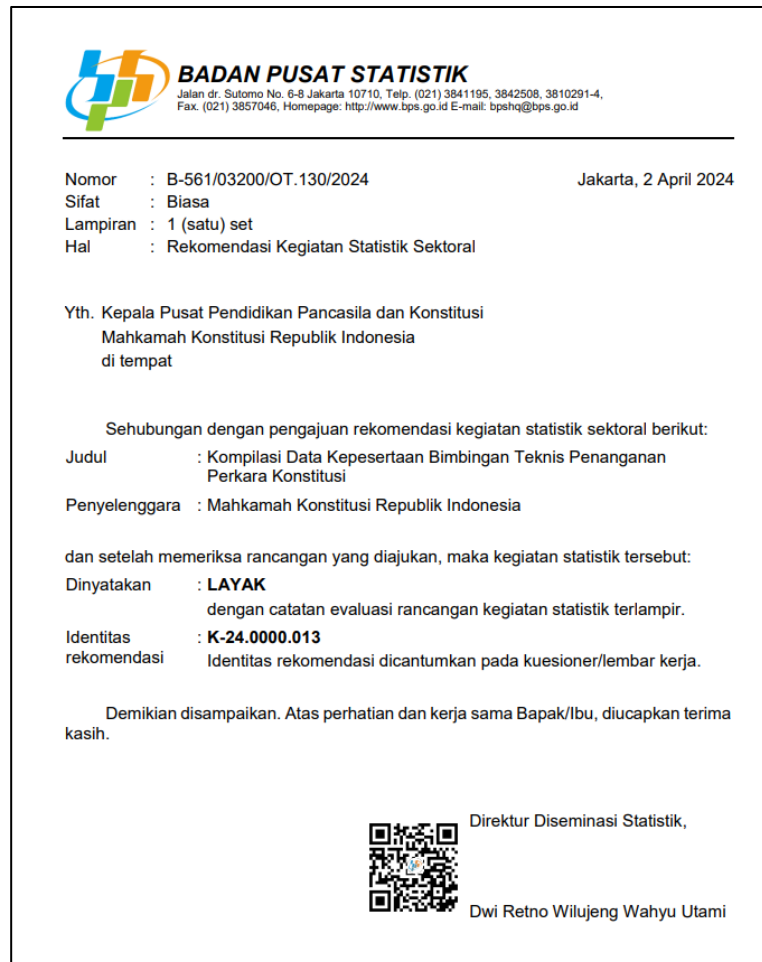 BADAN PUSAT STATISTIK
Jalan dr. Sutomo No. 6-8 Jakarta 10710, Telp. (021) 3841195, 3842508, 3810291-4,
Fax. (021) 3857046, Homepage: http://www.bps.go.id E-mail: bpshq@bps.go.id
Nomor : B-561/03200/OT.130/2024 Jakarta, 2 April 2024
Sifat : Biasa
Lampiran : 1 (satu) set
Hal : Rekomendasi Kegiatan Statistik Sektoral
Yth. Kepala Pusat Pendidikan Pancasila dan Konstitusi
Mahkamah Konstitusi Republik Indonesia
di tempat
Sehubungan dengan pengajuan rekomendasi kegiatan statistik sektoral berikut:
Judul : Kompilasi Data Kepesertaan Bimbingan Teknis Penanganan
Perkara Konstitusi
Penyelenggara : Mahkamah Konstitusi Republik Indonesia
dan setelah memeriksa rancangan yang diajukan, maka kegiatan statistik tersebut:
Dinyatakan : LAYAK
dengan catatan evaluasi rancangan kegiatan statistik terlampir.
Identitas : K-24.0000.013
rekomendasi Identitas rekomendasi dicantumkan pada kuesioner/lembar kerja.
Demikian disampaikan. Atas perhatian dan kerja sama Bapak/Ibu, diucapkan terima
kasih.
Direktur Diseminasi Statistik,
Dwi Retno Wilujeng Wahyu Utami